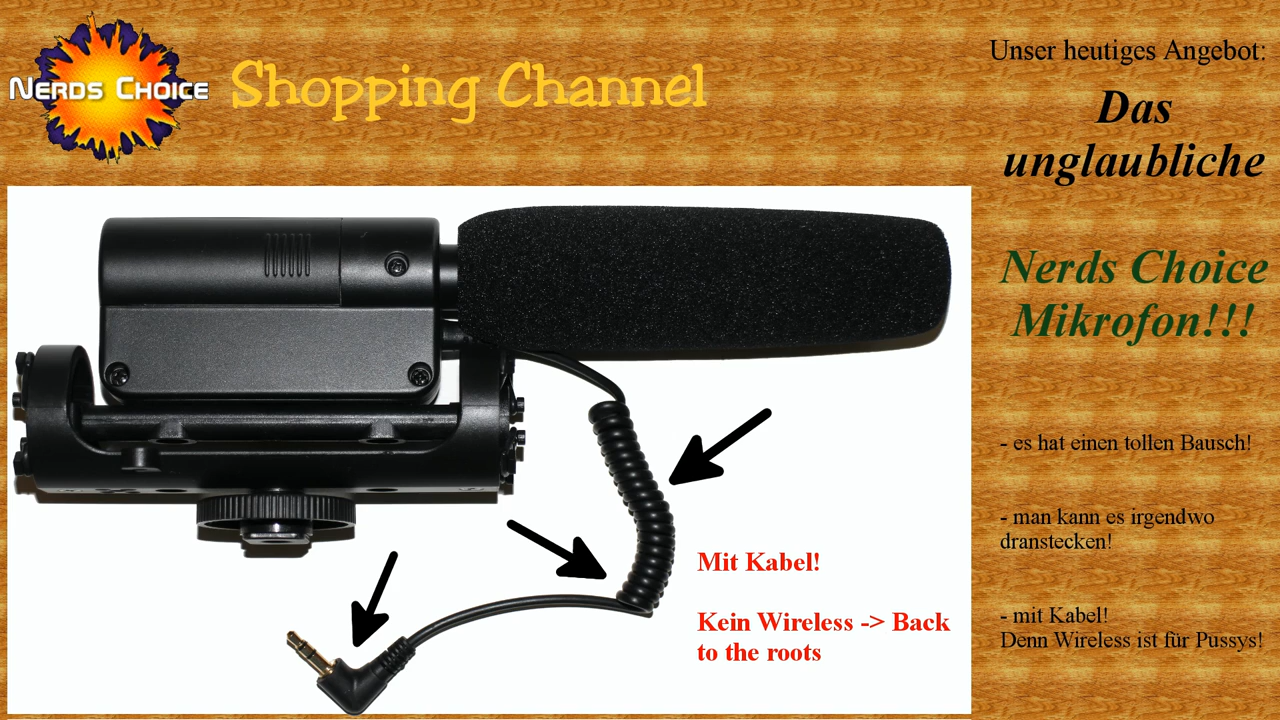 Nerds Choice
Shopping Channel
Unser heutiges Angebot:
Das
unglaubliche
Nerds Choice
Mikrofon!!!
- es hat einen tollen Bausch!
- man kann es irgendwo
dranstecken!
- mit Kabel!
Denn Wireless ist für Pussys!
Mit Kabel!
Kein Wireless -> Back
to the roots